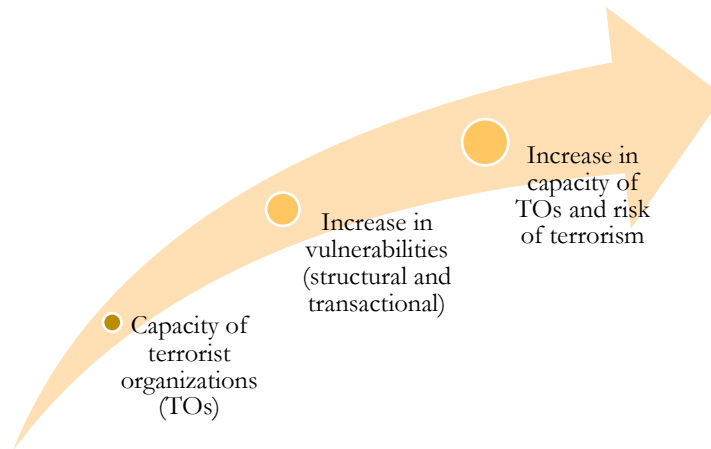 Capacity of
terrorist
organizations
(TOs)
Increase in
vulnerabilities
(structural and
transactional)
Increase in
capacity of
TOs and risk
of terrorism